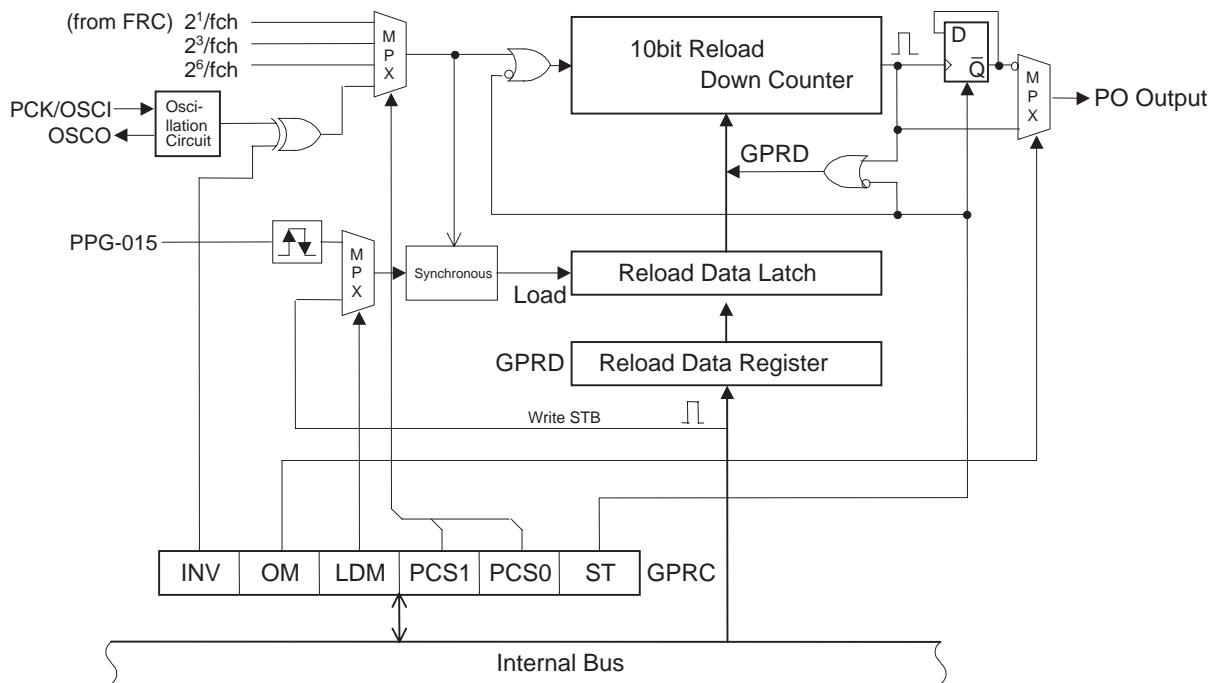 (from FRC) 2¹/fch
2³/fch
2⁶/fch
M
P
X
10bit Reload
Down Counter
D
Q̅
M
P
X
PO Output
PCK/OSCI
OSCO
Osci-
llation
Circuit
GPRD
PPG-015
M
P
X
Synchronous
Load
Reload Data Latch
GPRD
Reload Data Register
Write STB
INV OM LDM PCS1 PCS0 ST GPRC
Internal Bus